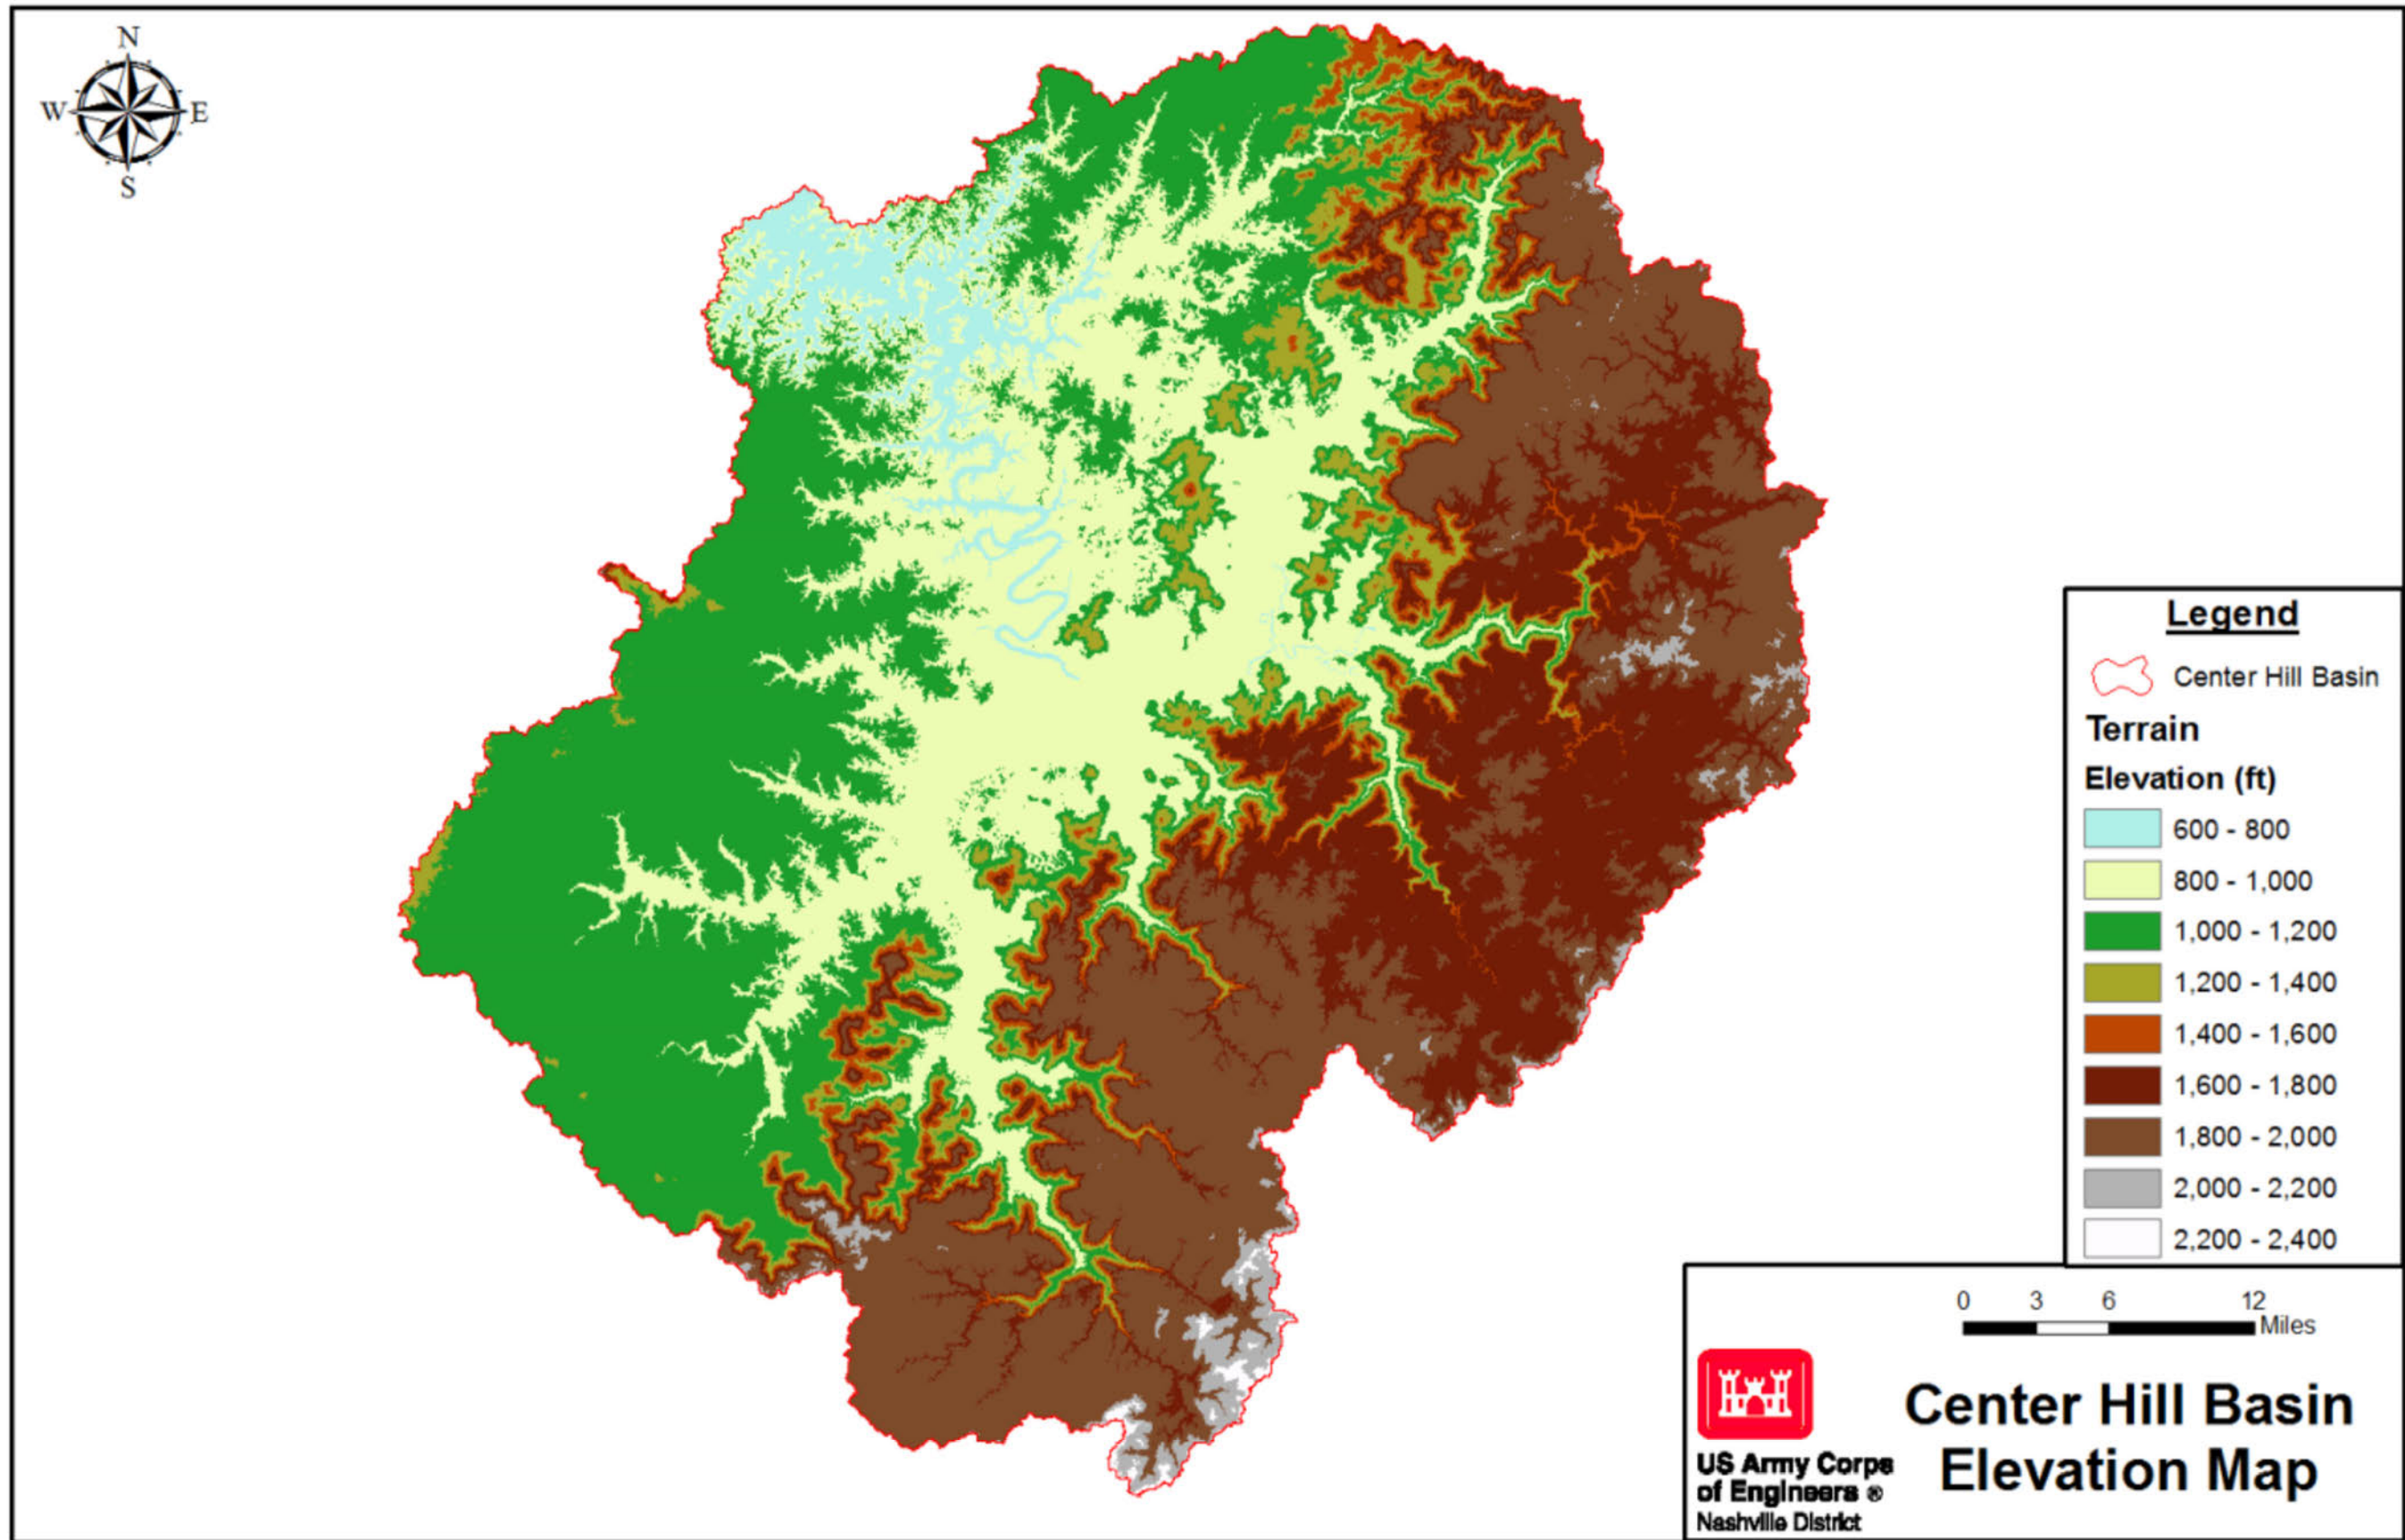 N
W E
S
Legend
Center Hill Basin
Terrain
Elevation (ft)
600 - 800
800 - 1,000
1,000 - 1,200
1,200 - 1,400
1,400 - 1,600
1,600 - 1,800
1,800 - 2,000
2,000 - 2,200
2,200 - 2,400
0 3 6 12
Miles
US Army Corps
of Engineers ®
Nashville District
Center Hill Basin
Elevation Map